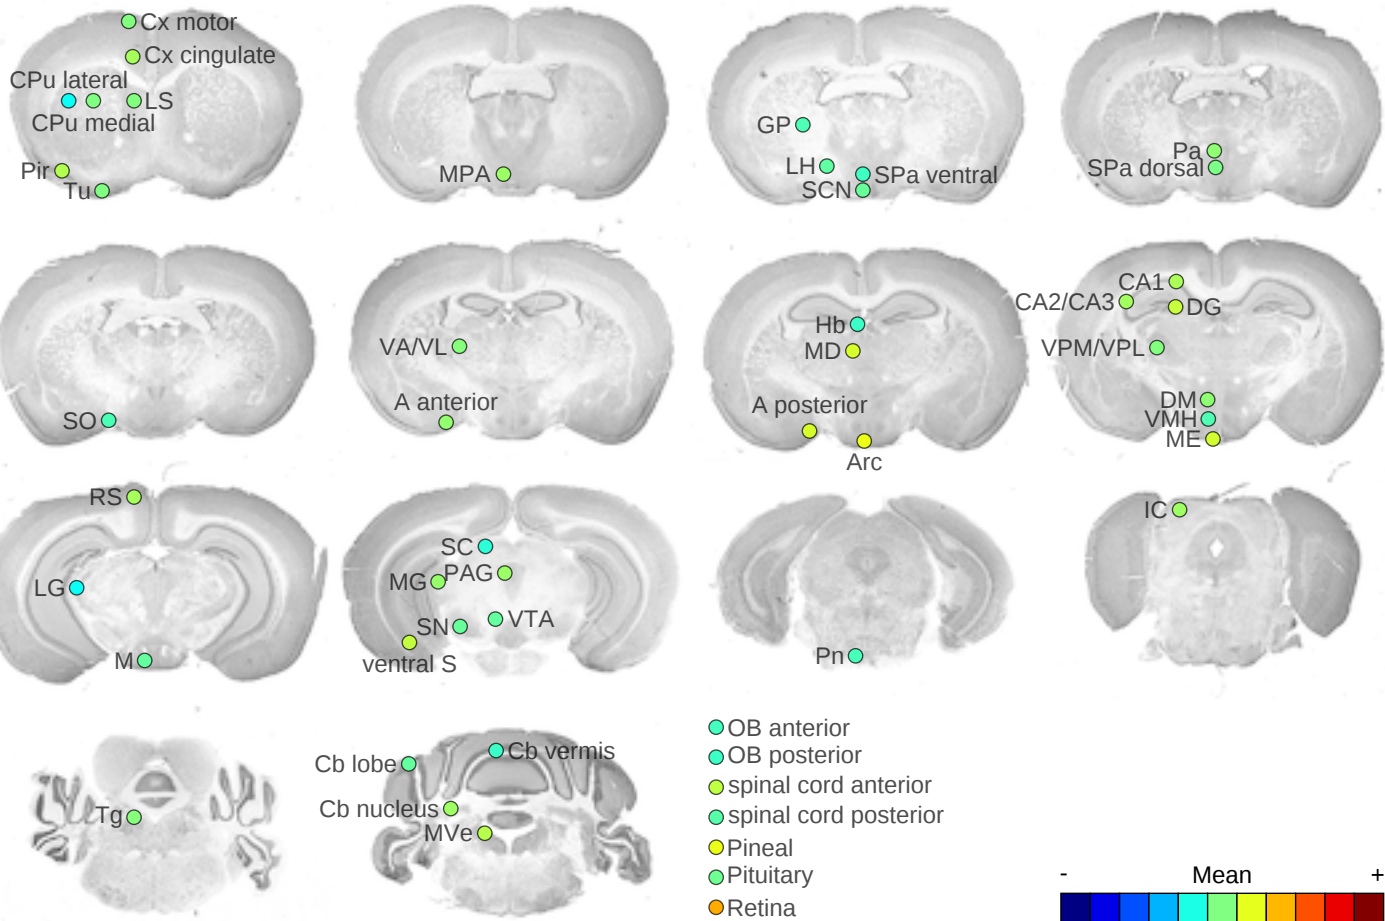 Cx motor
Cx cingulate
CPu lateral
LS
CPu medial
Pir
Tu
MPA
GP
LH
SPa ventral
SCN
Pa
SPa dorsal
SO
VA/VL
A anterior
Hb
MD
A posterior
Arc
CA1
CA2/CA3
DG
VPM/VPL
DM
VMH
ME
RS
LG
M
SC
MG
PAG
SN
VTA
ventral S
Pn
IC
Tg
Cb lobe
Cb vermis
Cb nucleus
MVe
OB anterior
OB posterior
spinal cord anterior
spinal cord posterior
Pineal
Pituitary
Retina
- Mean +